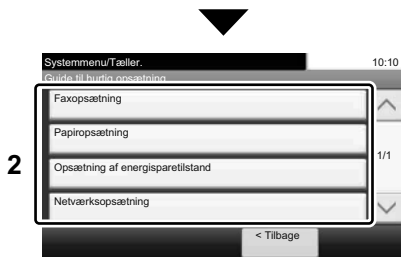 Systemmenu/Tæller.
10:10
Guide til hurtig opsætning
Faxopsætning
Papiropsætning
1/1
2
Opsætning af energisparetilstand
Netværksopsætning
< Tilbage